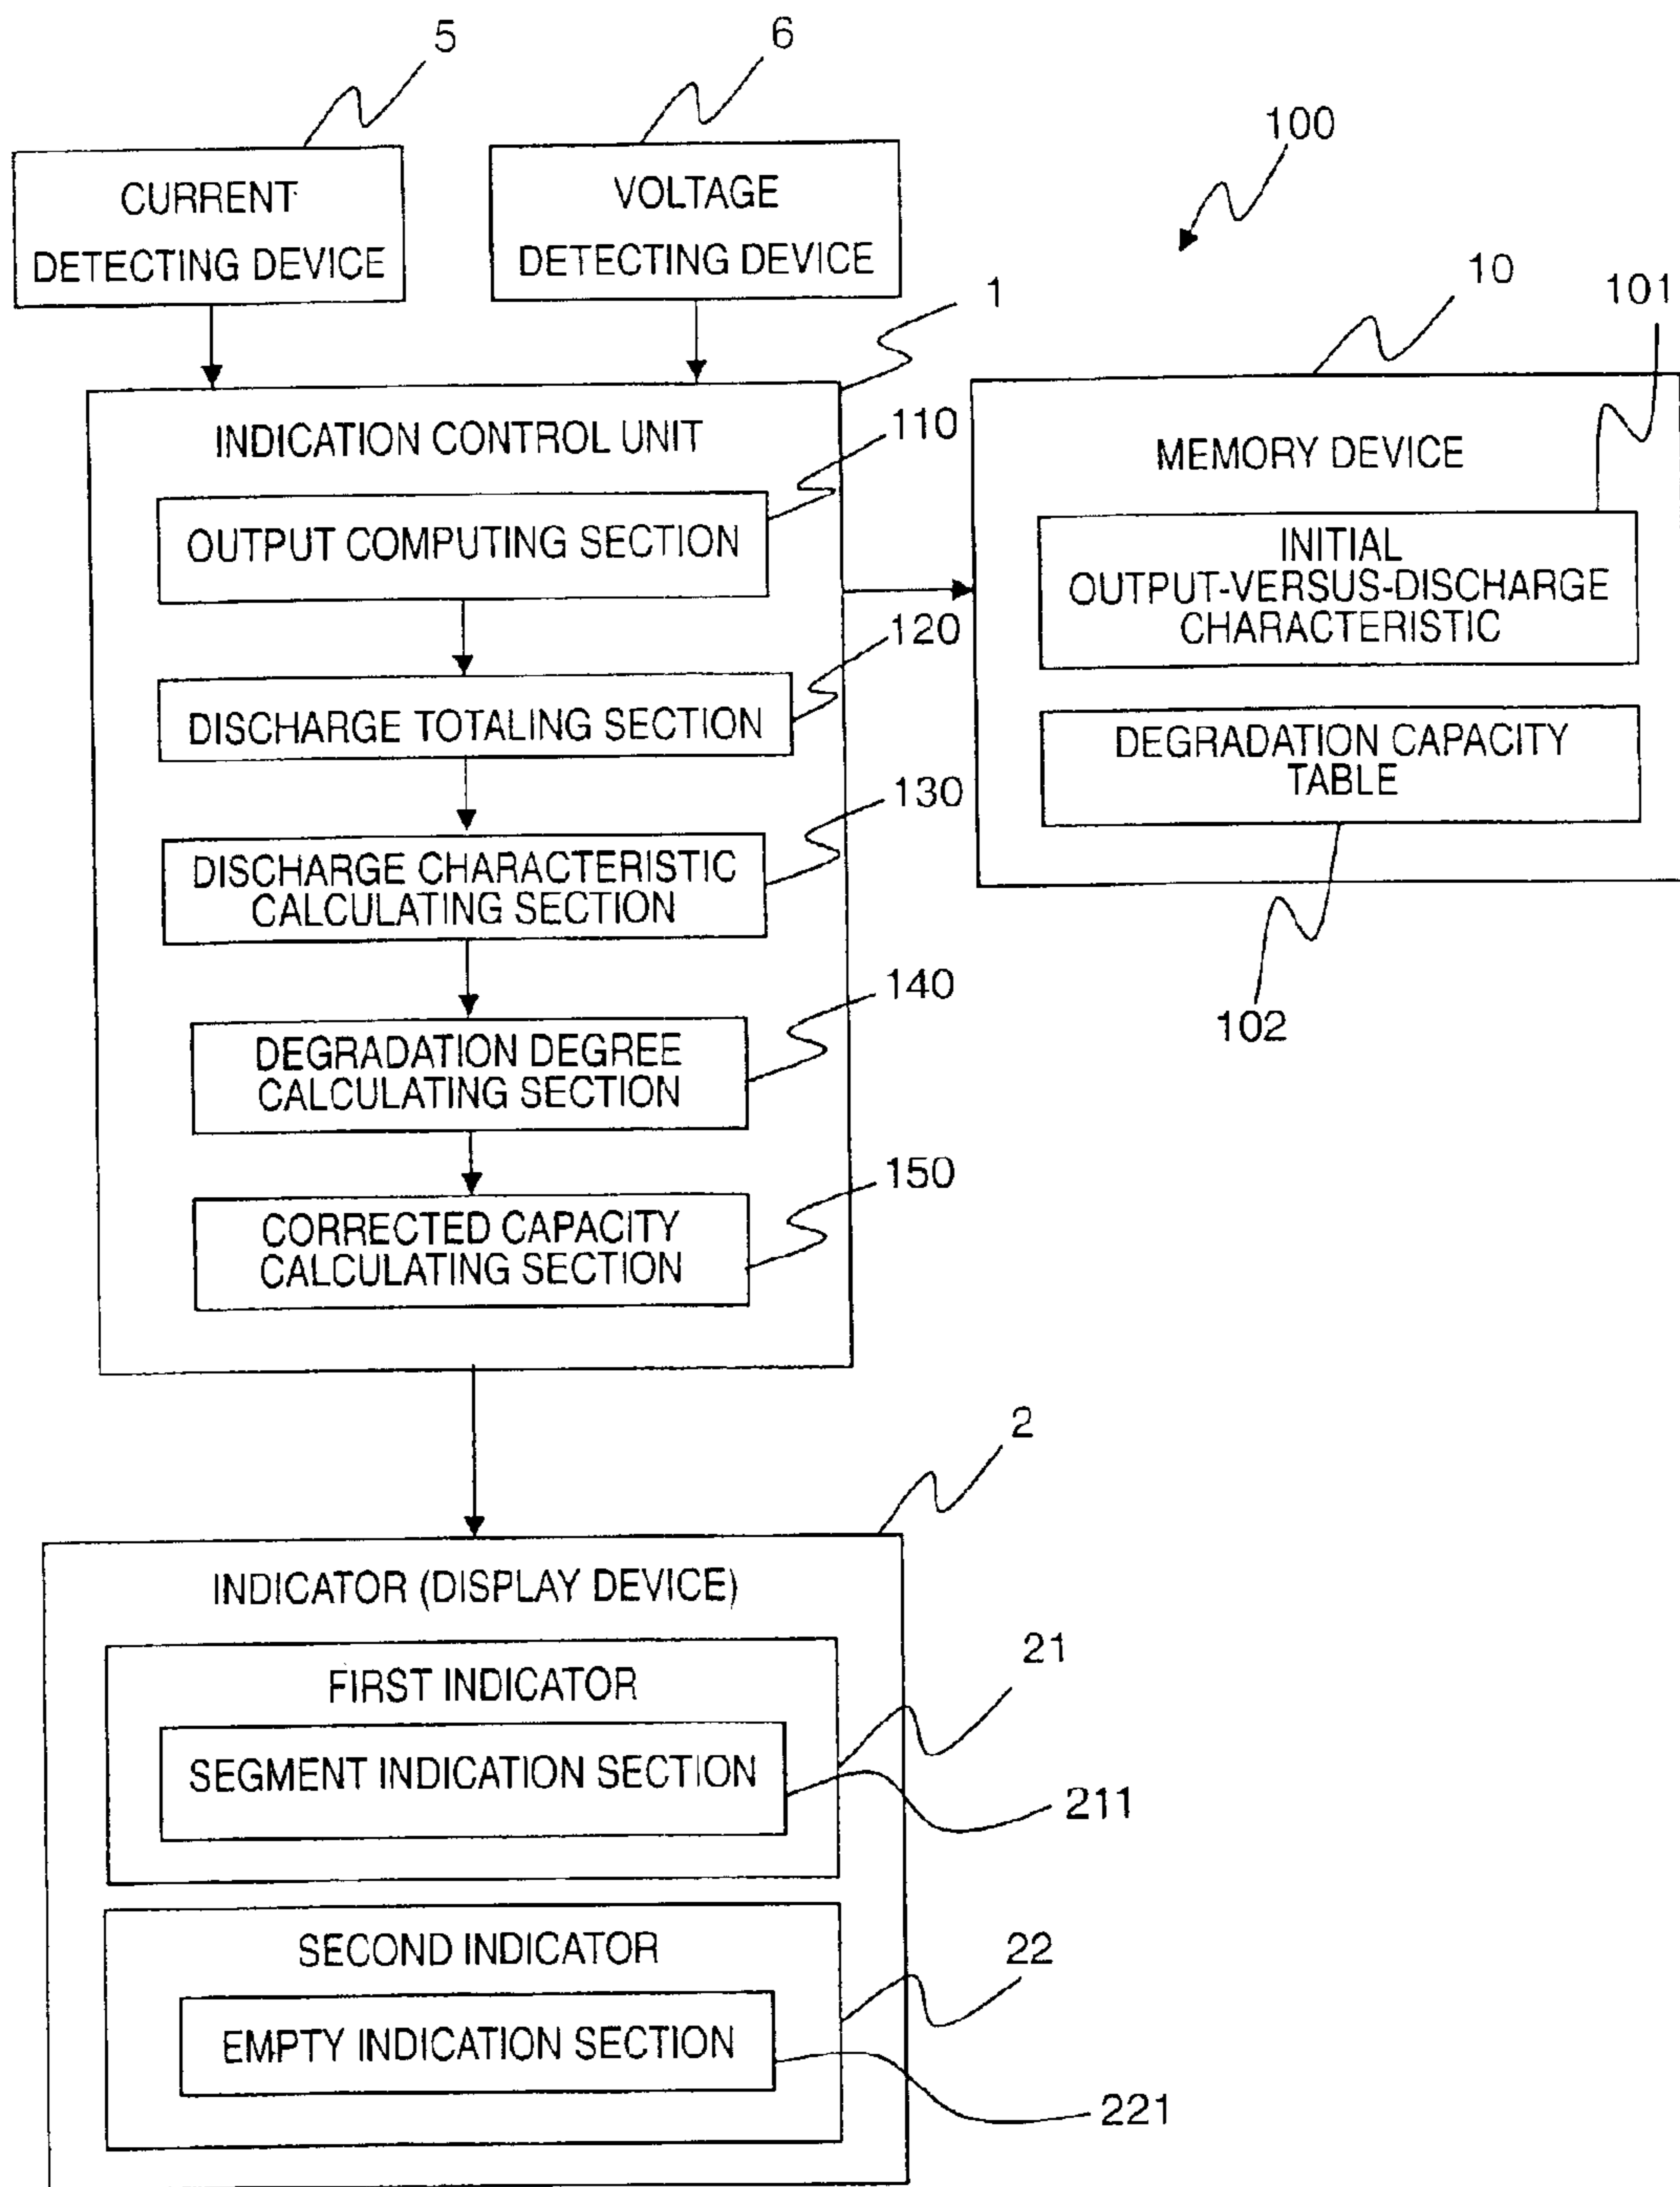 5
6
100
CURRENT
DETECTING DEVICE
VOLTAGE
DETECTING DEVICE
1
10
101
INDICATION CONTROL UNIT
110
OUTPUT COMPUTING SECTION
120
DISCHARGE TOTALING SECTION
130
DISCHARGE CHARACTERISTIC
CALCULATING SECTION
140
DEGRADATION DEGREE
CALCULATING SECTION
150
CORRECTED CAPACITY
CALCULATING SECTION
MEMORY DEVICE
INITIAL
OUTPUT-VERSUS-DISCHARGE
CHARACTERISTIC
DEGRADATION CAPACITY
TABLE
102
2
INDICATOR (DISPLAY DEVICE)
21
FIRST INDICATOR
SEGMENT INDICATION SECTION
211
SECOND INDICATOR
22
EMPTY INDICATION SECTION
221